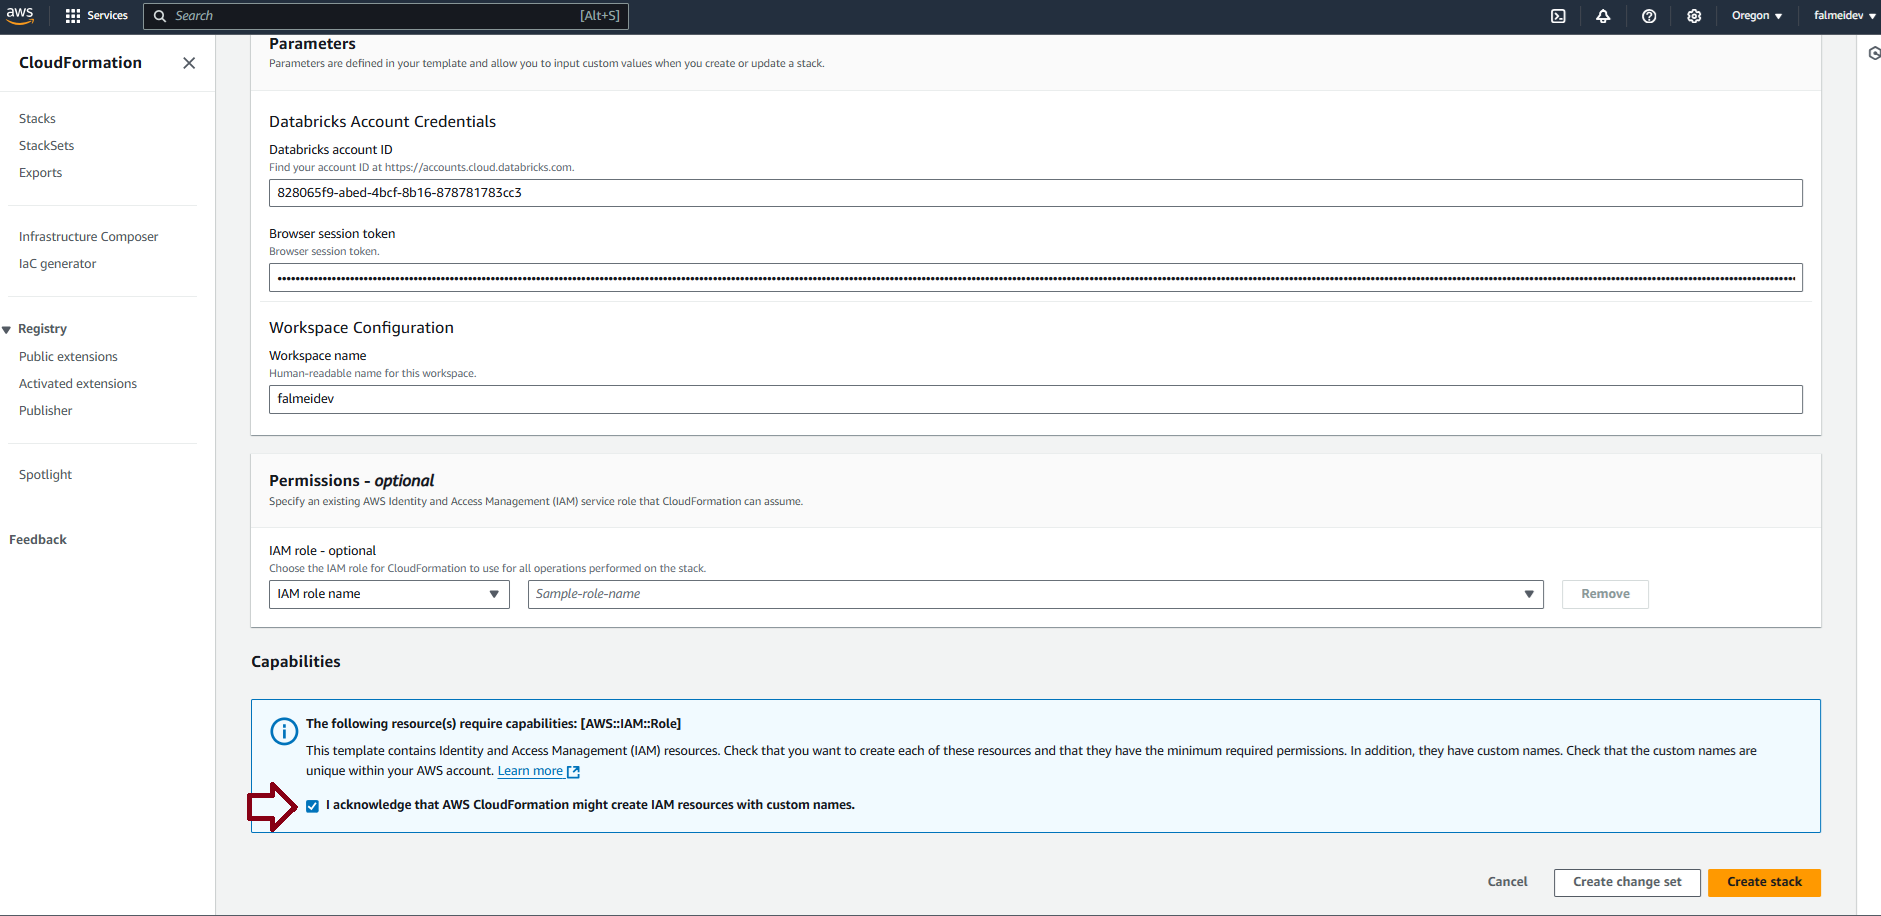 aws
Services
Search
[Alt+S]
Oregon
falmeidev
CloudFormation
Stacks
StackSets
Exports
Infrastructure Composer
IaC generator
Registry
Public extensions
Activated extensions
Publisher
Spotlight
Feedback
Parameters
Parameters are defined in your template and allow you to input custom values when you create or update a stack.
Databricks Account Credentials
Databricks account ID
Find your account ID at https://accounts.cloud.databricks.com.
828065f9-abed-4bcf-8b16-878781783cc3
Browser session token
Browser session token.
Workspace Configuration
Workspace name
Human-readable name for this workspace.
falmeidev
Permissions - optional
Specify an existing AWS Identity and Access Management (IAM) service role that CloudFormation can assume.
IAM role - optional
Choose the IAM role for CloudFormation to use for all operations performed on the stack.
IAM role name
Sample-role-name
Remove
Capabilities
The following resource(s) require capabilities: [AWS::IAM::Role]
This template contains Identity and Access Management (IAM) resources. Check that you want to create each of these resources and that they have the minimum required permissions. In addition, they have custom names. Check that the custom names are
unique within your AWS account. Learn more
I acknowledge that AWS CloudFormation might create IAM resources with custom names.
Cancel
Create change set
Create stack